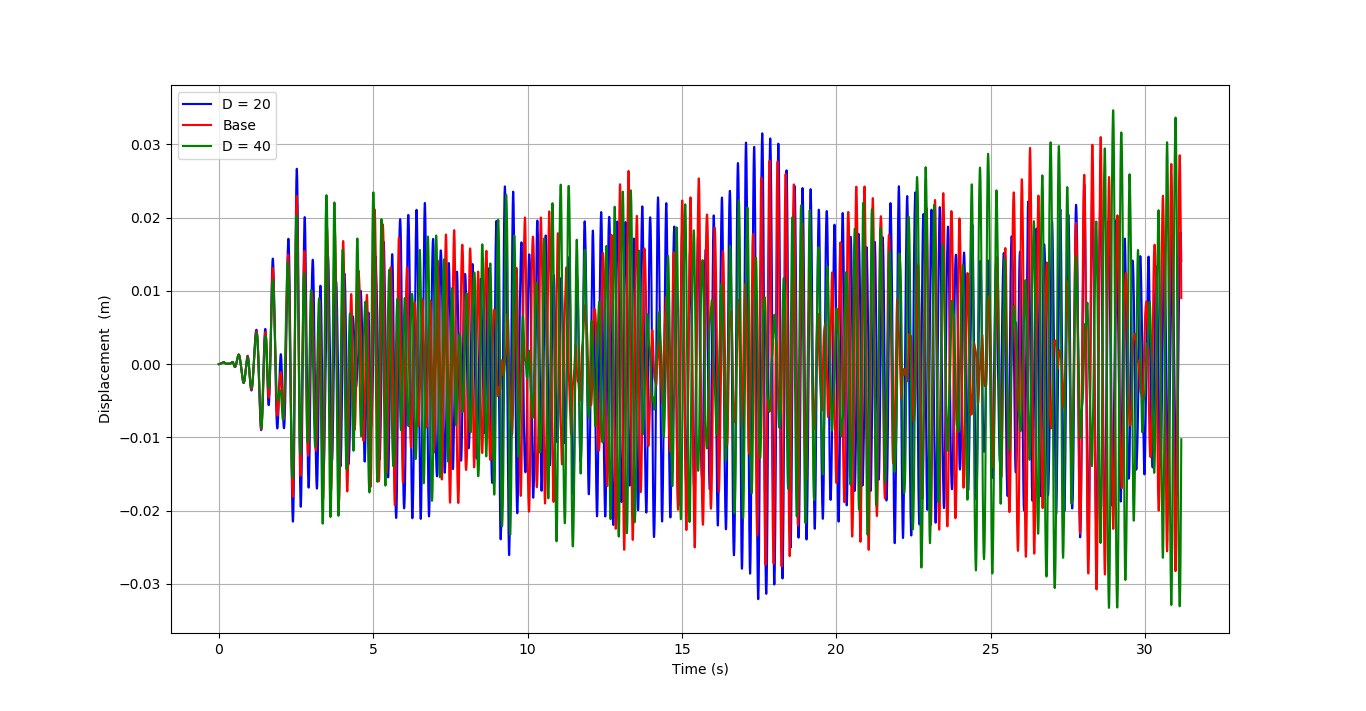 D = 20
Base
D = 40
0.03
0.02
0.01
0.00
−0.01
−0.02
−0.03
Displacement  (m)
0 5 10 15 20 25 30
Time (s)